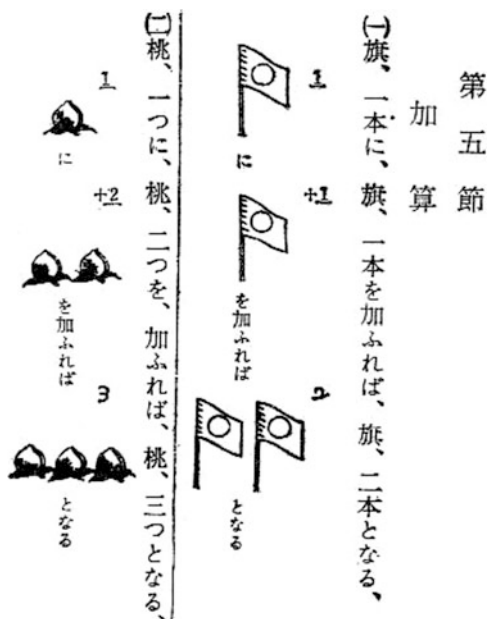 第五節
加算
㈠旗、一本に、旗、一本を加ふれば、旗、二本となる、
1
に
+1
を加ふれば
2
となる
㈡桃、一つに、桃、二つを、加ふれば、桃、三つとなる、
1
に
+2
を加ふれば
3
となる